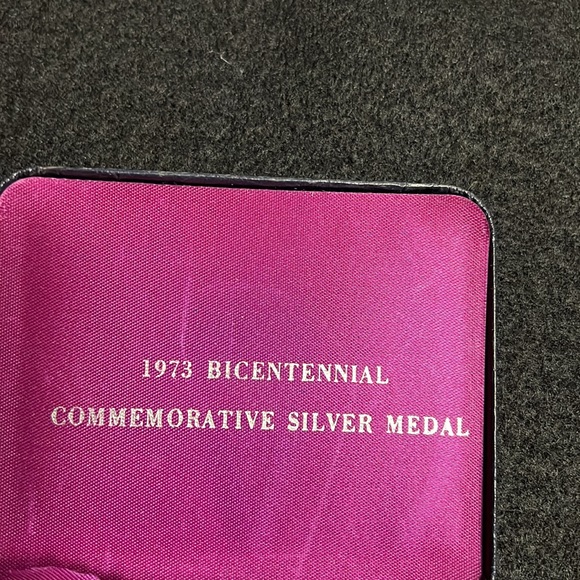 1973 BICENTENNIAL
COMMEMORATIVE SILVER MEDAL